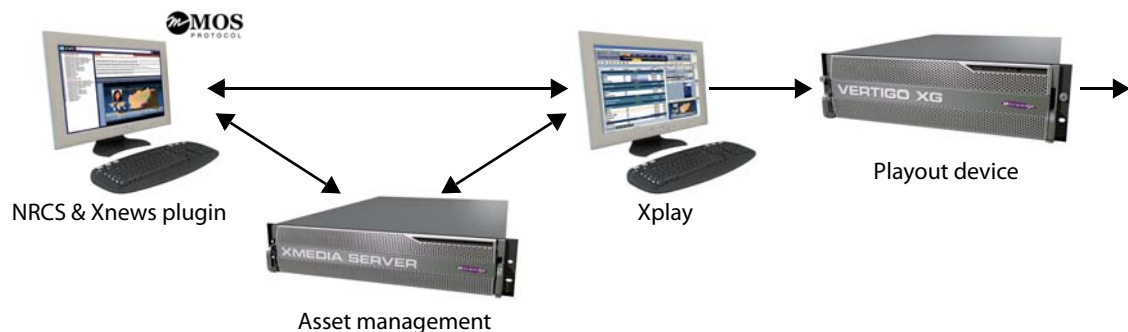 MOS
PROTOCOL
NRCS & Xnews plugin
XMEDIA SERVER
Asset management
Xplay
VERTIGO XG
Playout device